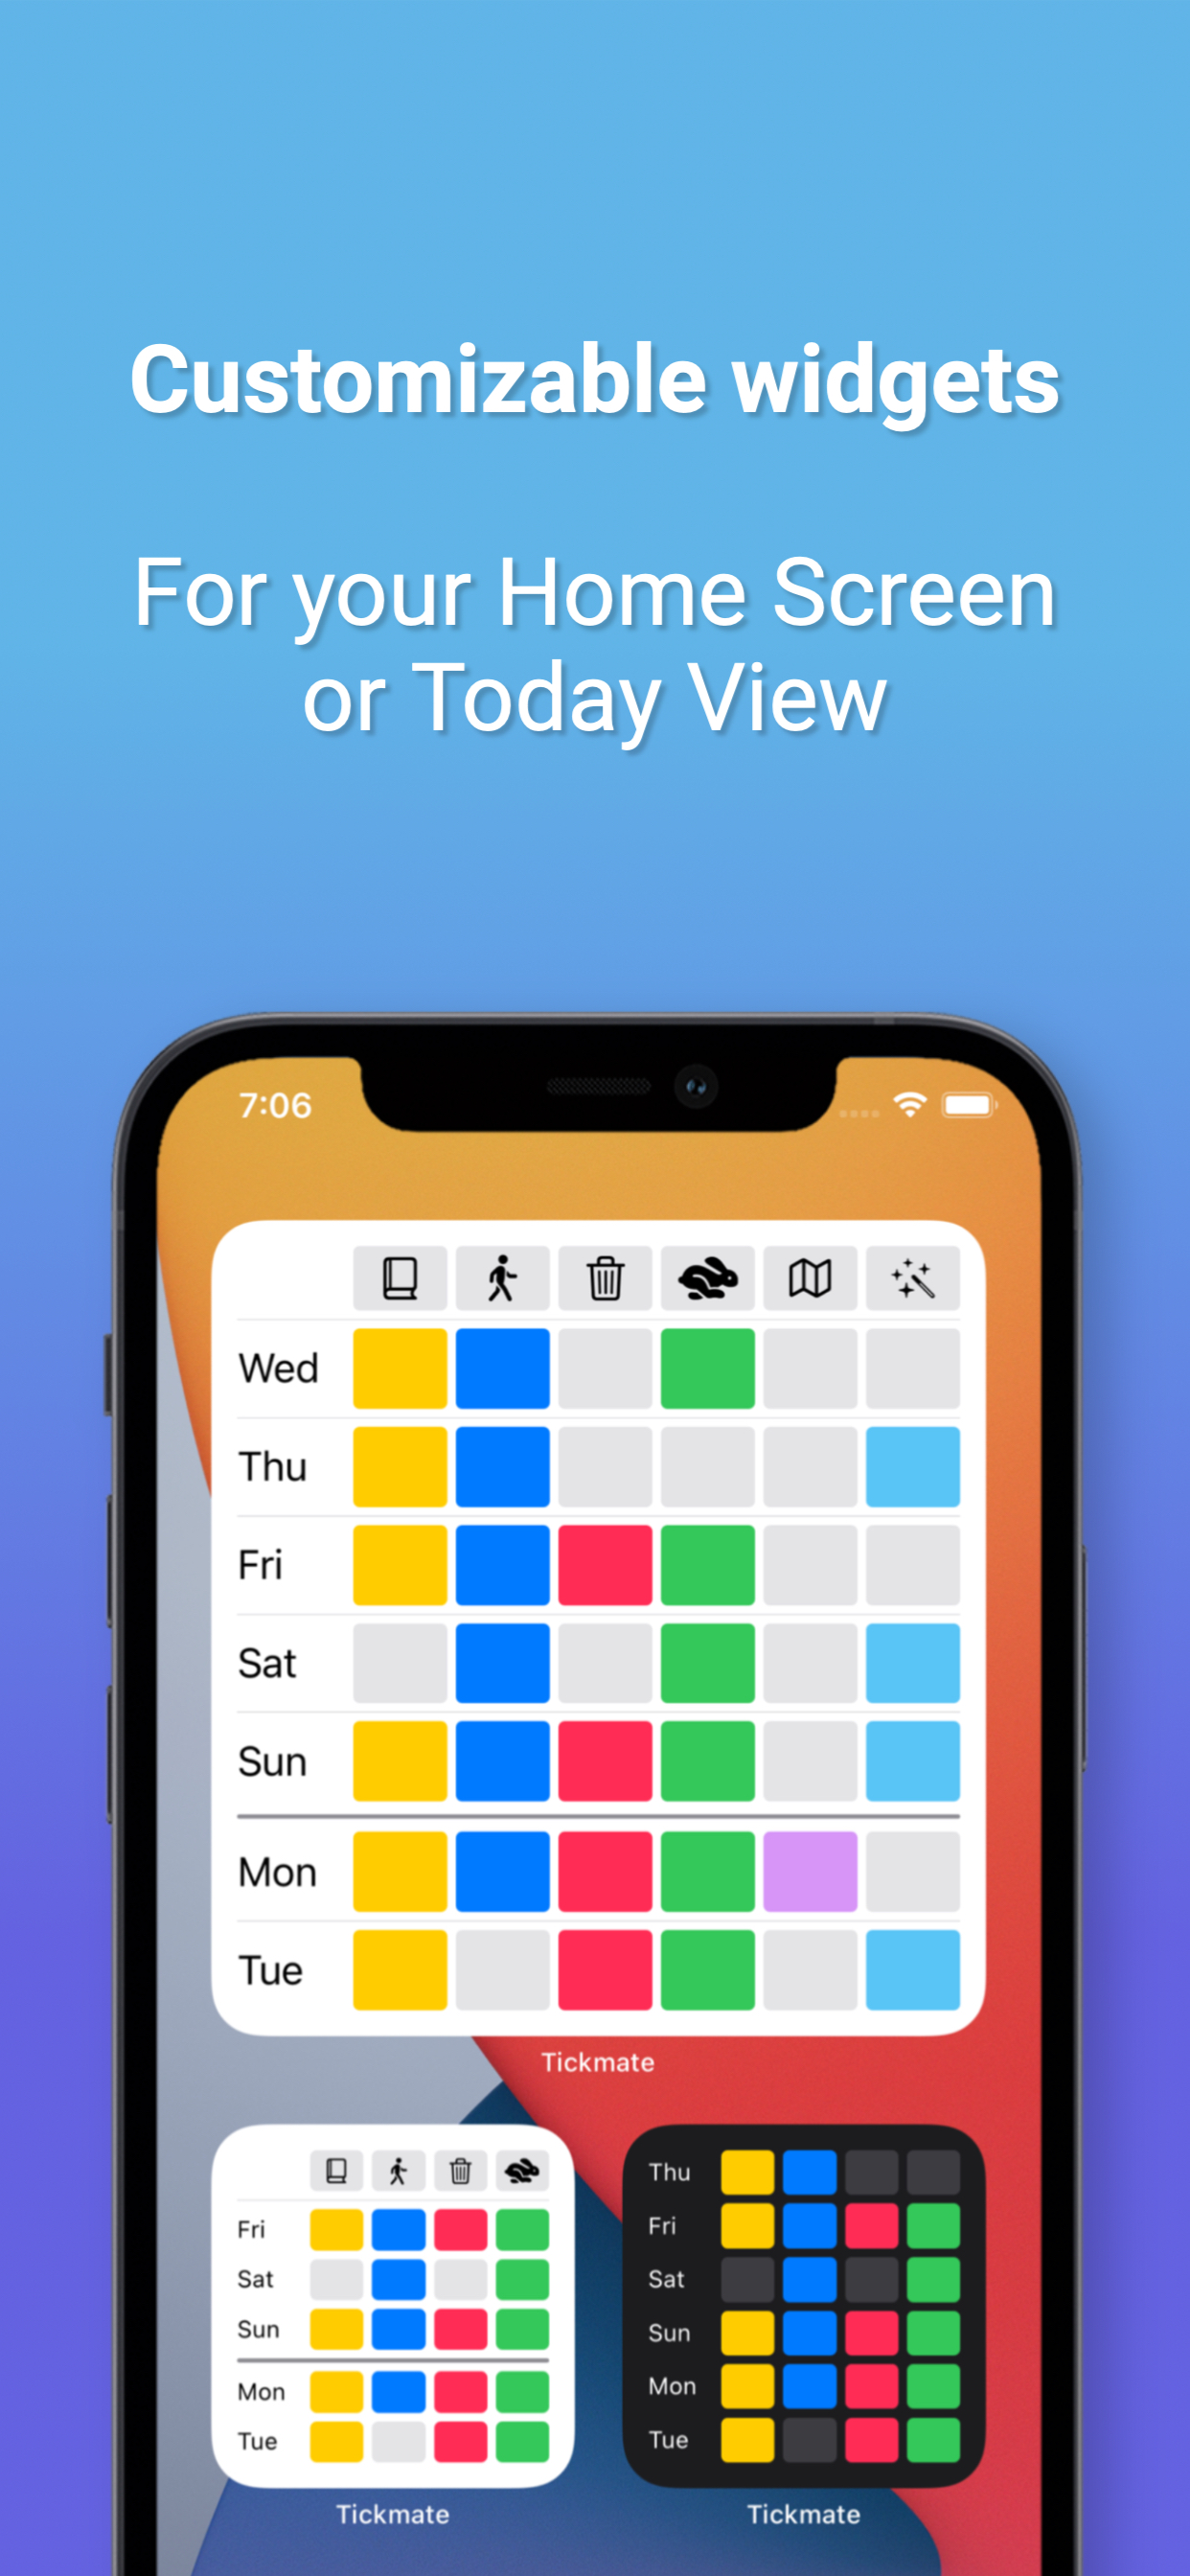 Customizable widgets
For your Home Screen
or Today View
7:06
Wed
Thu
Fri
Sat
Sun
Mon
Tue
Tickmate
Fri
Sat
Sun
Mon
Tue
Tickmate
Thu
Fri
Sat
Sun
Mon
Tue
Tickmate